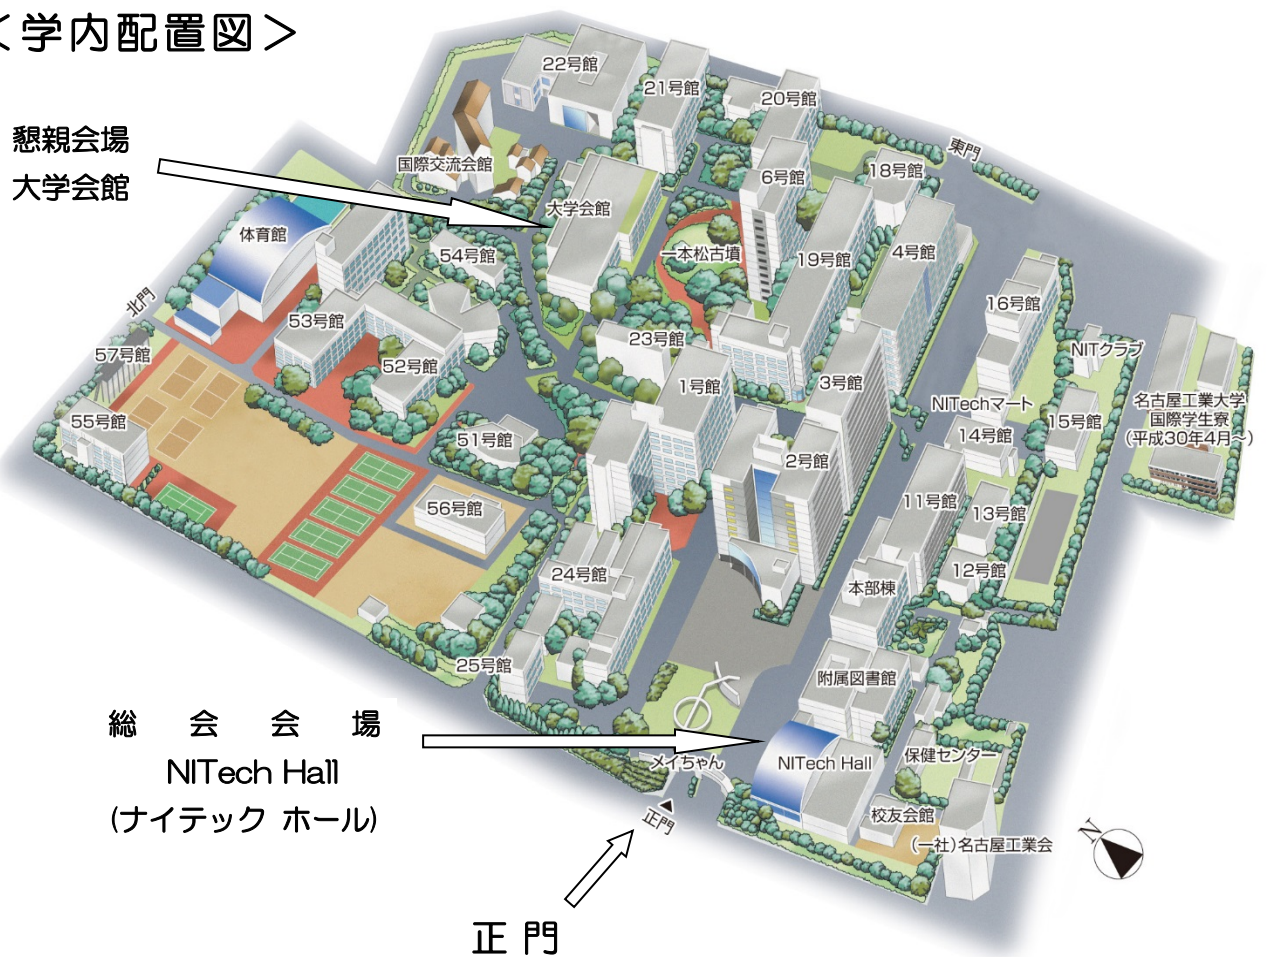 ＜学内配置図＞
懇親会場
大学会館
22号館
21号館
20号館
東門
国際交流会館
6号館
18号館
大学会館
体育館
54号館
一本松古墳
19号館
4号館
北門
16号館
53号館
23号館
57号館
52号館
1号館
3号館
NITクラブ
NITechマート
名古屋工業大学
国際学生寮
(平成30年4月～)
55号館
51号館
14号館
15号館
2号館
11号館
56号館
13号館
24号館
12号館
本部棟
25号館
附属図書館
総会会場
NITech Hall
(ナイテック ホール)
メイちゃん
NITech Hall
保健センター
正門
校友会館
(一社)名古屋工業会
N
正門